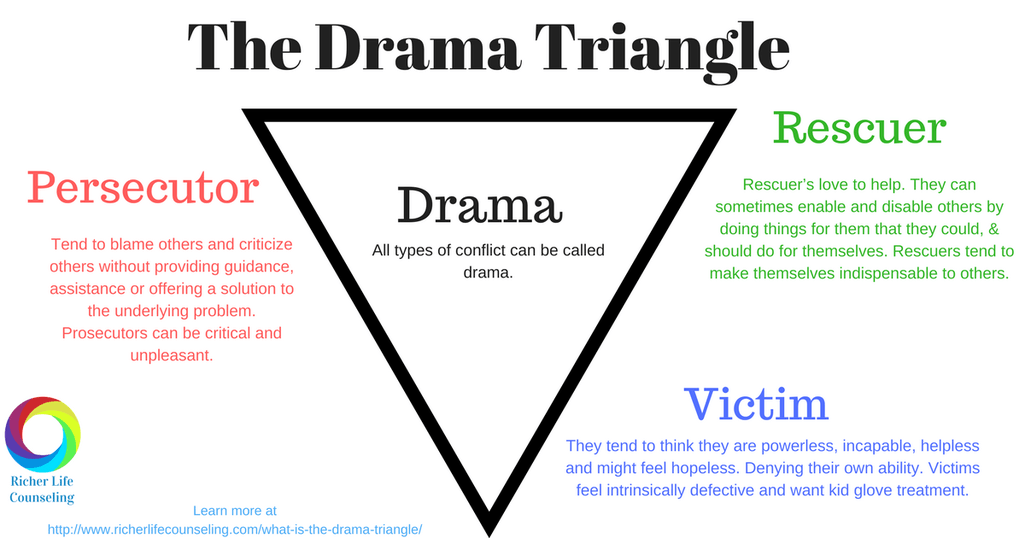 The Drama Triangle
Persecutor
Tend to blame others and criticize
others without providing guidance,
assistance or offering a solution to
the underlying problem.
Prosecutors can be critical and
unpleasant.
Drama
All types of conflict can be called
drama.
Rescuer
Rescuer’s love to help. They can
sometimes enable and disable others by
doing things for them that they could, &
should do for themselves. Rescuers tend to
make themselves indispensable to others.
Victim
They tend to think they are powerless, incapable, helpless
and might feel hopeless. Denying their own ability. Victims
feel intrinsically defective and want kid glove treatment.
Richer Life
Counseling
Learn more at
http://www.richerlifecounseling.com/what-is-the-drama-triangle/